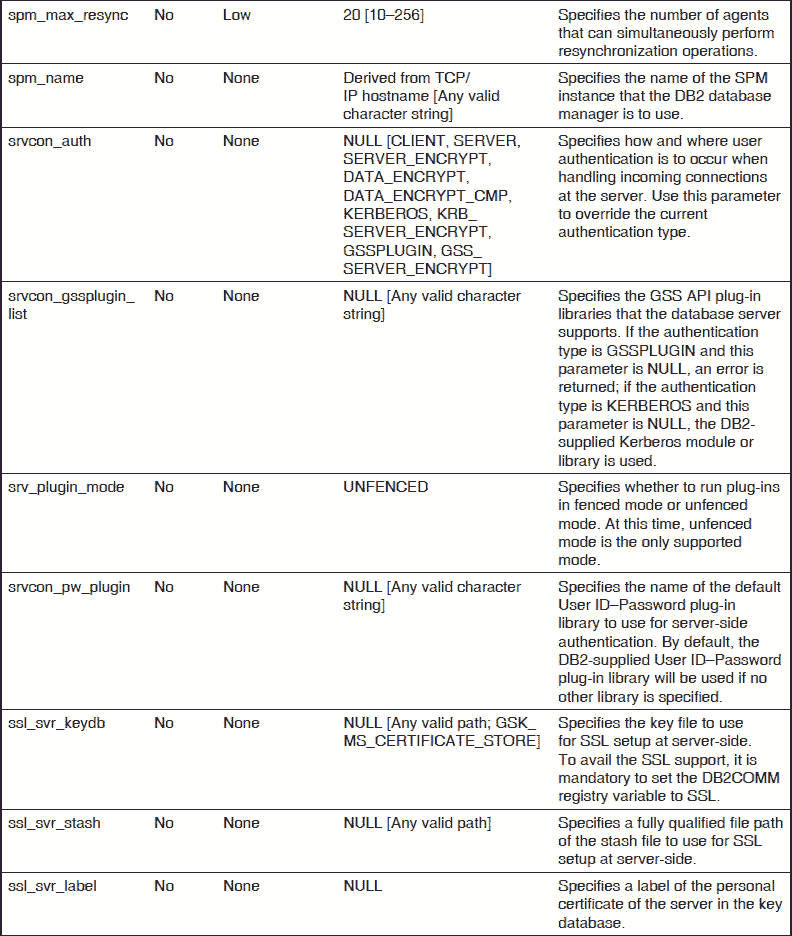 spm_max_resync No Low 20 [10–256] Specifies the number of agents
that can simultaneously perform
resynchronization operations.
spm_name No None Derived from TCP/
IP hostname [Any valid
character string]
Specifies the name of the SPM
instance that the DB2 database
manager is to use.
srvcon_auth No None NULL [CLIENT, SERVER,
SERVER_ENCRYPT,
DATA_ENCRYPT,
DATA_ENCRYPT_CMP,
KERBEROS, KRB_
SERVER_ENCRYPT,
GSSPLUGIN, GSS_
SERVER_ENCRYPT]
Specifies how and where user
authentication is to occur when
handling incoming connections
at the server. Use this parameter
to override the current
authentication type.
srvcon_gssplugin_
list
No None NULL [Any valid character
string]
Specifies the GSS API plug-in
libraries that the database server
supports. If the authentication
type is GSSPLUGIN and this
parameter is NULL, an error is
returned; if the authentication
type is KERBEROS and this
parameter is NULL, the DB2-
supplied Kerberos module or
library is used.
srv_plugin_mode No None UNFENCED Specifies whether to run plug-ins
in fenced mode or unfenced
mode. At this time, unfenced
mode is the only supported
mode.
srvcon_pw_plugin No None NULL [Any valid character
string]
Specifies the name of the default
User ID–Password plug-in
library to use for server-side
authentication. By default, the
DB2-supplied User ID–Password
plug-in library will be used if no
other library is specified.
ssl_svr_keydb No None NULL [Any valid path; GSK_
MS_CERTIFICATE_STORE]
Specifies the key file to use
for SSL setup at server-side.
To avail the SSL support, it is
mandatory to set the DB2COMM
registry variable to SSL.
ssl_svr_stash No None NULL [Any valid path] Specifies a fully qualified file path
of the stash file to use for SSL
setup at server-side.
ssl_svr_label No None NULL Specifies a label of the personal
certificate of the server in the key
database.